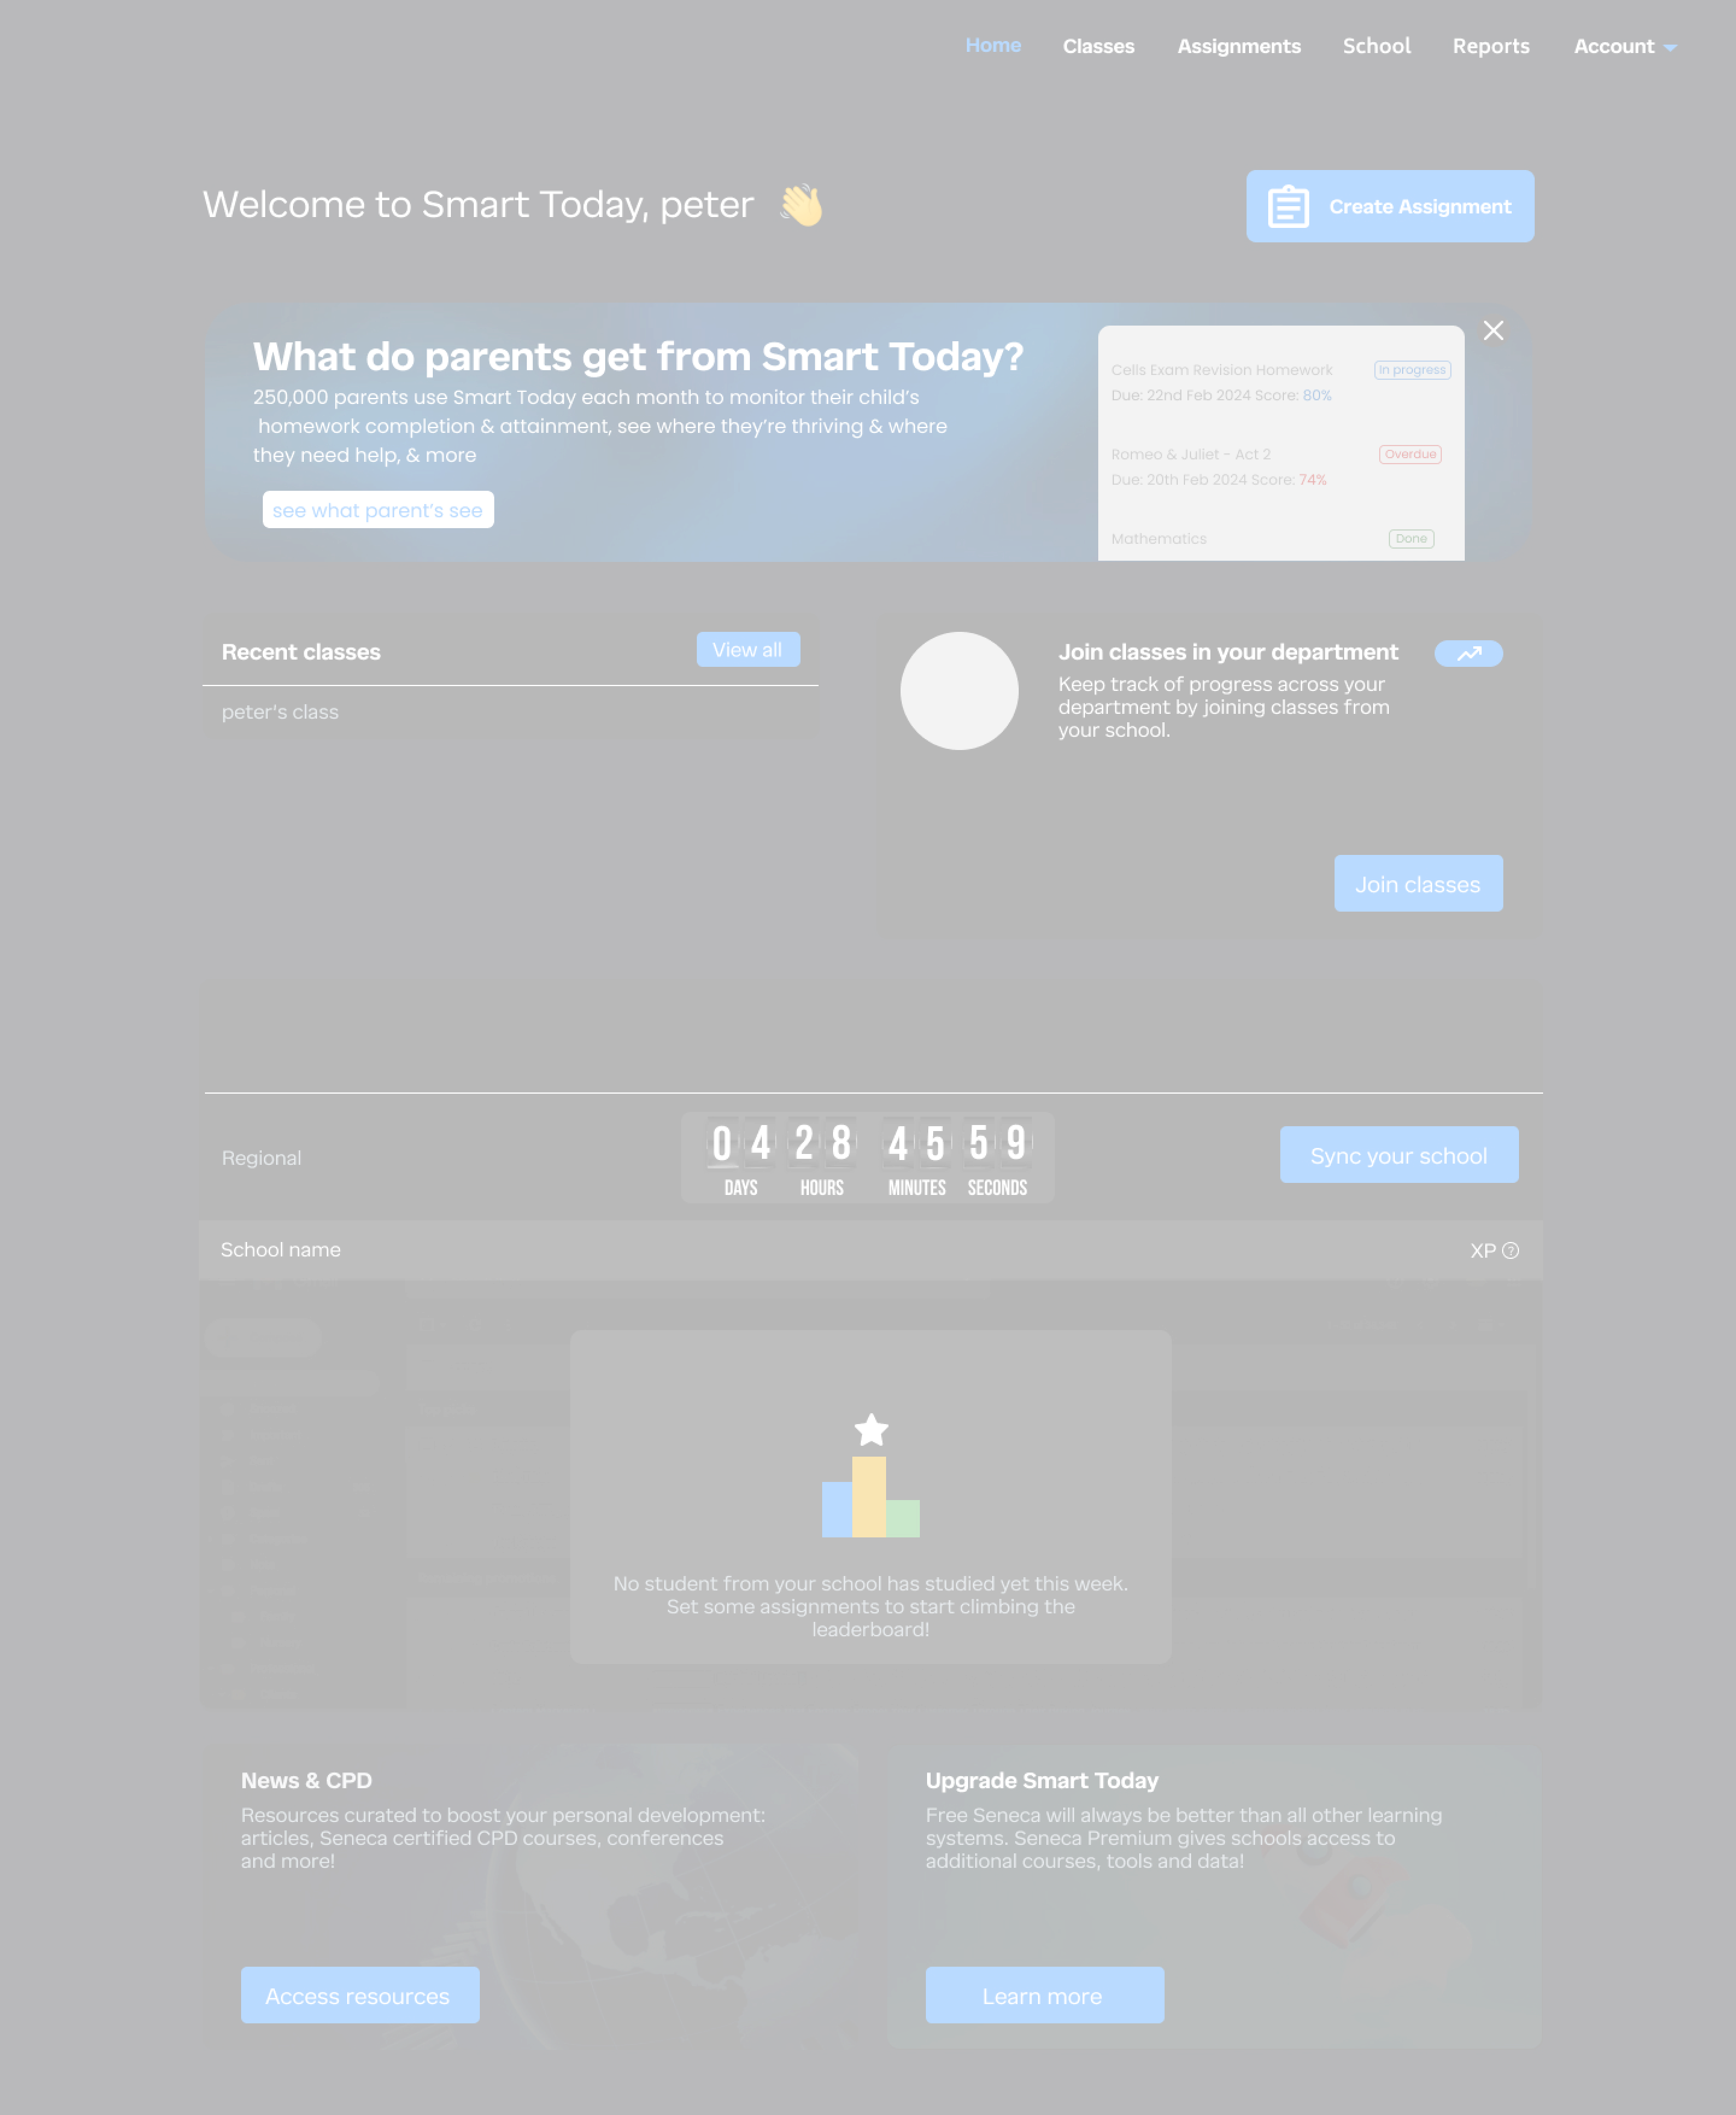 Home Classes Assignments School Reports Account
Welcome to Smart Today, peter
Create Assignment
What do parents get from Smart Today?
250,000 parents use Smart Today each month to monitor their child's
homework completion & attainment, see where they're thriving & where
they need help, & more
see what parent's see
Cells Exam Revision Homework In progress
Due: 22nd Feb 2024 Score: 80%
Romeo & Juliet - Act 2 Overdue
Due: 20th Feb 2024 Score: 74%
Mathematics Done
Recent classes View all
peter's class
Join classes in your department
Keep track of progress across your
department by joining classes from
your school.
Join classes
Regional
04 28 45 59
DAYS HOURS MINUTES SECONDS
Sync your school
School name XP ?
No student from your school has studied yet this week.
Set some assignments to start climbing the
leaderboard!
News & CPD
Resources curated to boost your personal development:
articles, Seneca certified CPD courses, conferences
and more!
Access resources
Upgrade Smart Today
Free Seneca will always be better than all other learning
systems. Seneca Premium gives schools access to
additional courses, tools and data!
Learn more